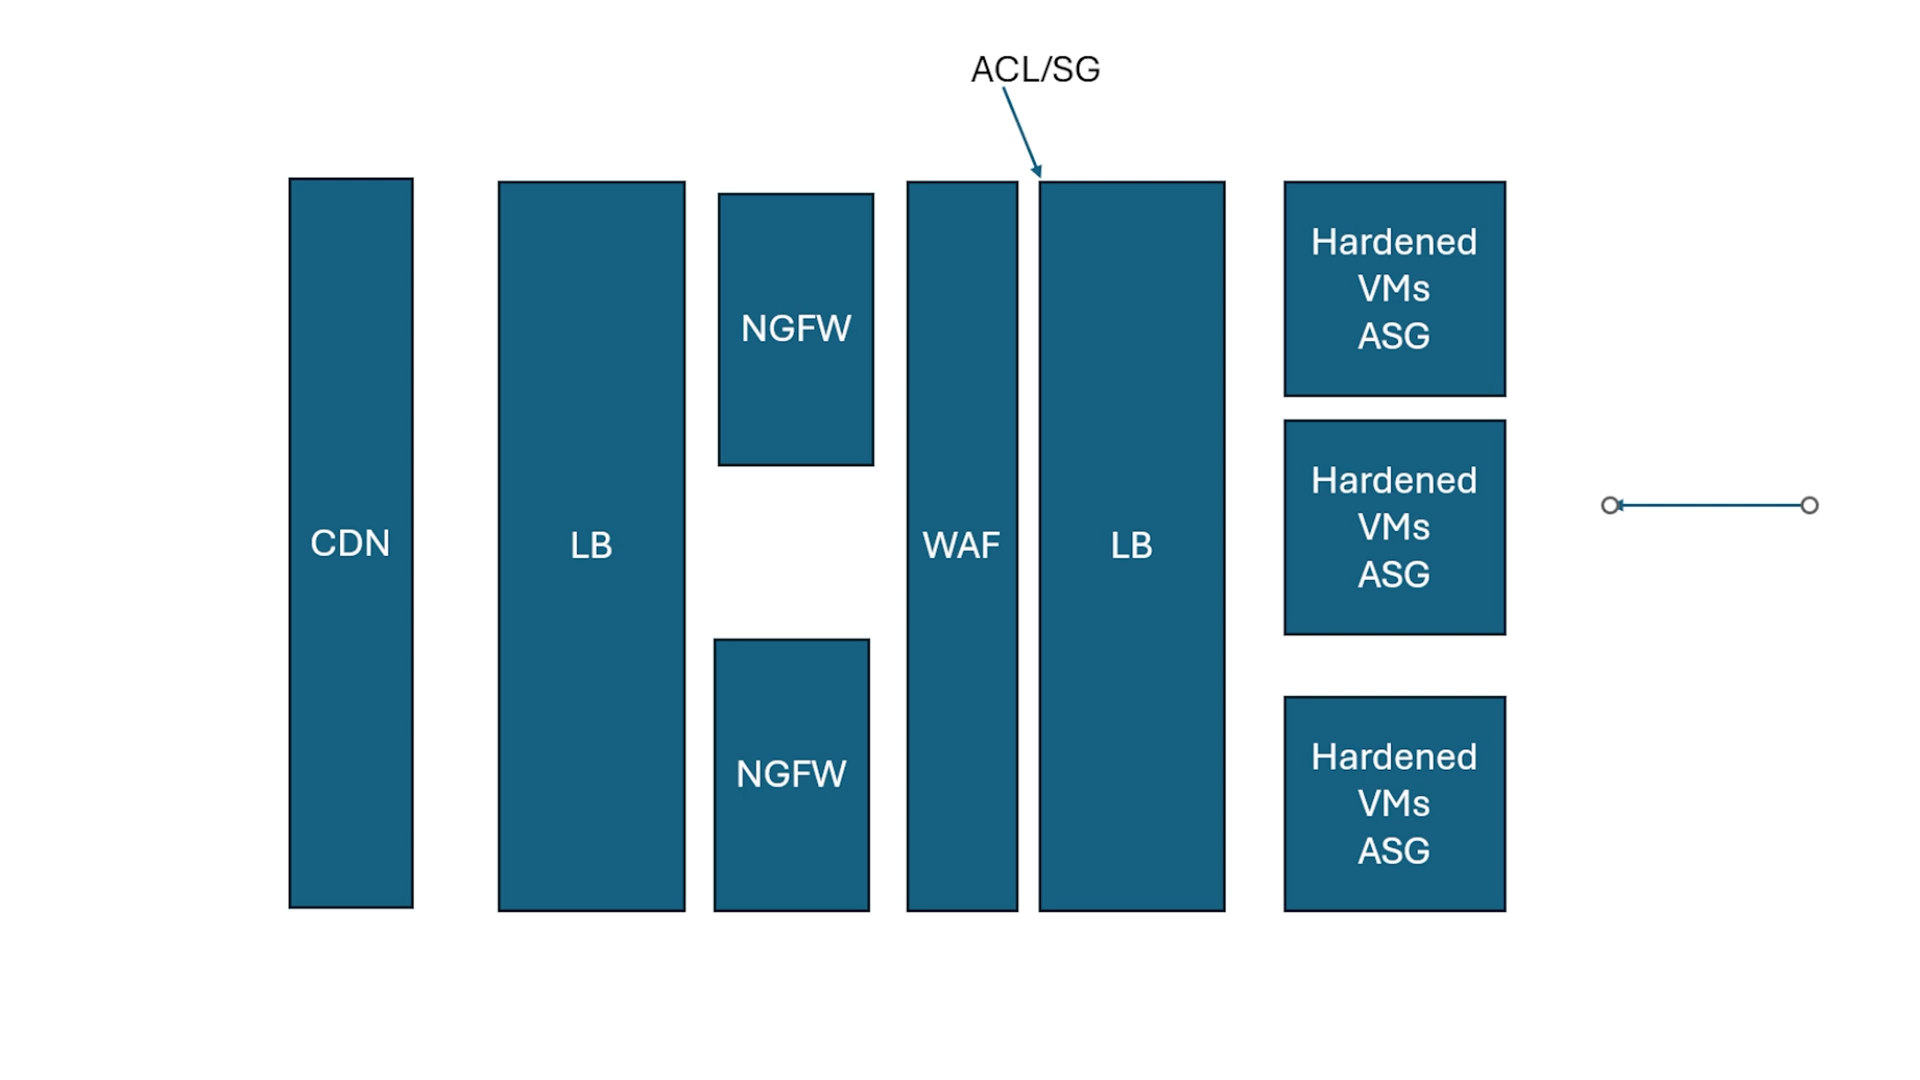 ACL/SG
CDN
LB
NGFW
NGFW
WAF
LB
Hardened
VMs
ASG
Hardened
VMs
ASG
Hardened
VMs
ASG